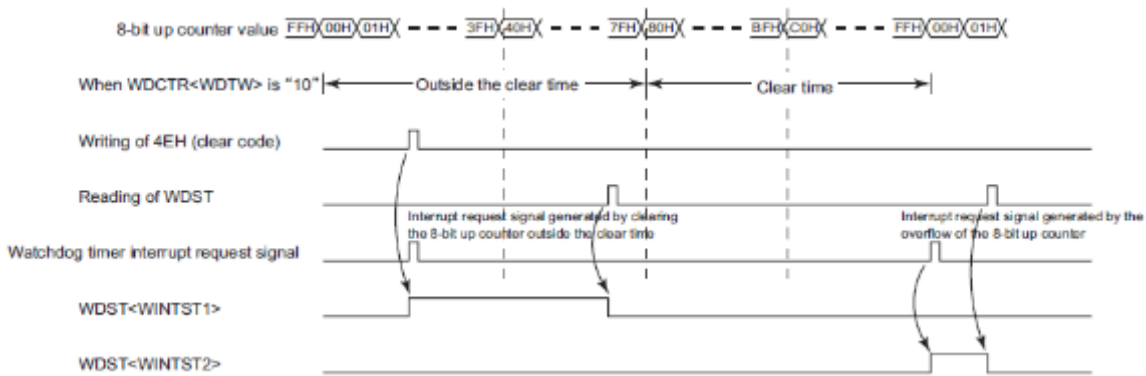 8-bit up counter value FFH 00H 01H 3FH 40H 7FH 80H BFH C0H FFH 00H 01H
When WDCTR<WDTW> is "10" Outside the clear time Clear time
Writing of 4EH (clear code)
Reading of WDST
Interrupt request signal generated by clearing
the 8-bit up counter outside the clear time
Interrupt request signal generated by the
overflow of the 8-bit up counter
Watchdog timer interrupt request signal
WDST<WINTST1>
WDST<WINTST2>